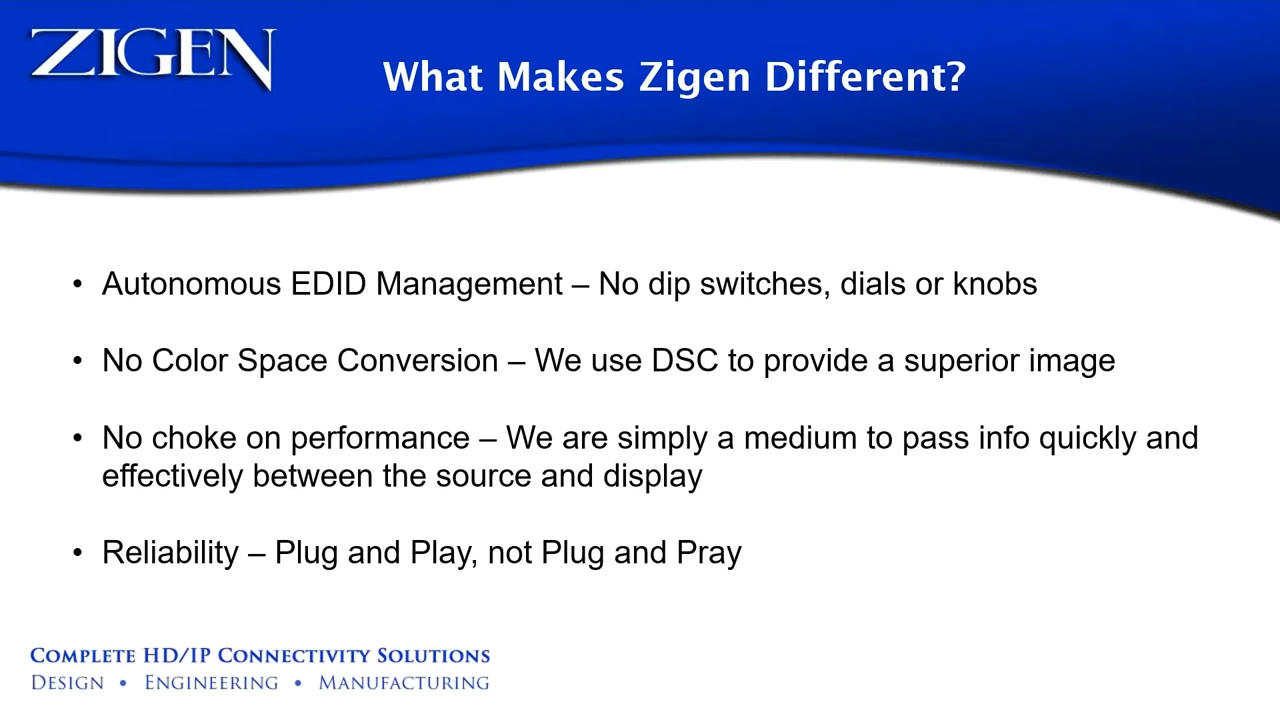 ZIGEN
What Makes Zigen Different?
• Autonomous EDID Management – No dip switches, dials or knobs
• No Color Space Conversion – We use DSC to provide a superior image
• No choke on performance – We are simply a medium to pass info quickly and
effectively between the source and display
• Reliability – Plug and Play, not Plug and Pray
Complete HD/IP Connectivity Solutions
Design • Engineering • Manufacturing